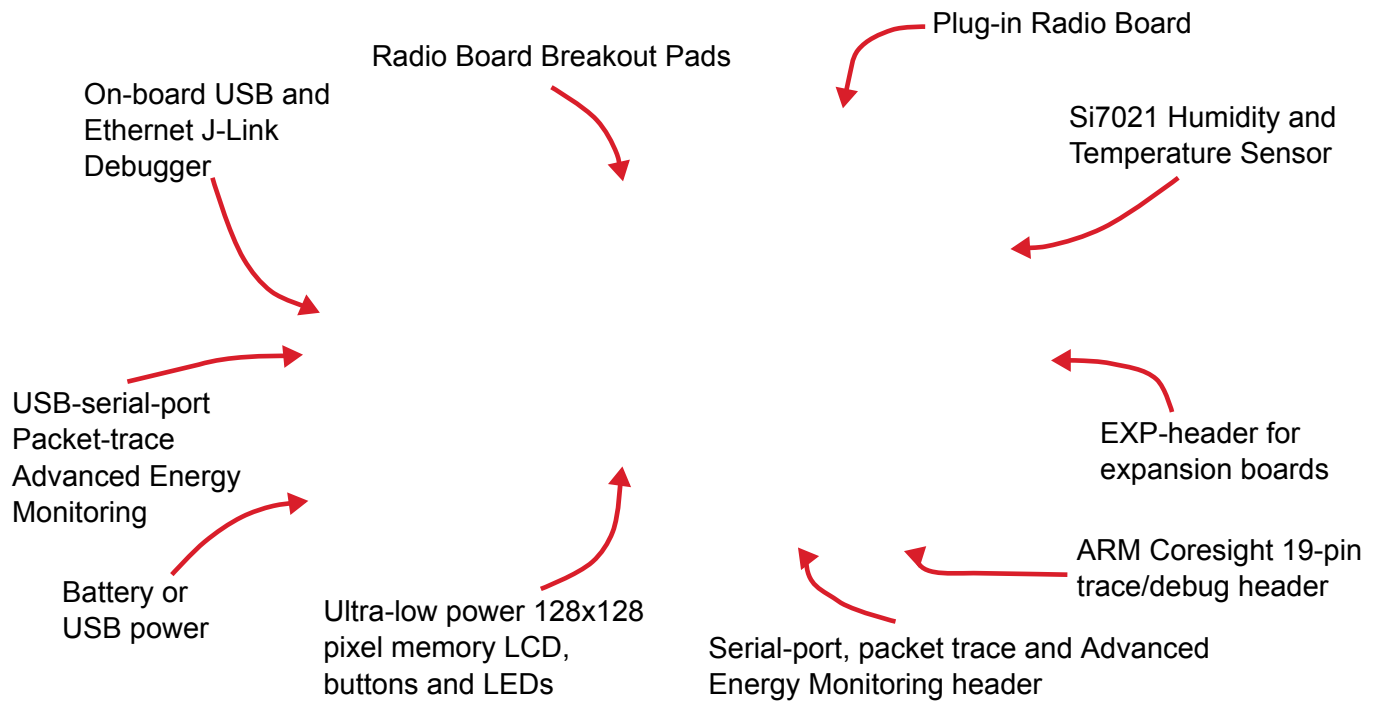 Plug-in Radio Board
Radio Board Breakout Pads
On-board USB and
Ethernet J-Link
Debugger
Si7021 Humidity and
Temperature Sensor
USB-serial-port
Packet-trace
Advanced Energy
Monitoring
EXP-header for
expansion boards
Battery or
USB power
Ultra-low power 128x128
pixel memory LCD,
buttons and LEDs
ARM Coresight 19-pin
trace/debug header
Serial-port, packet trace and Advanced
Energy Monitoring header